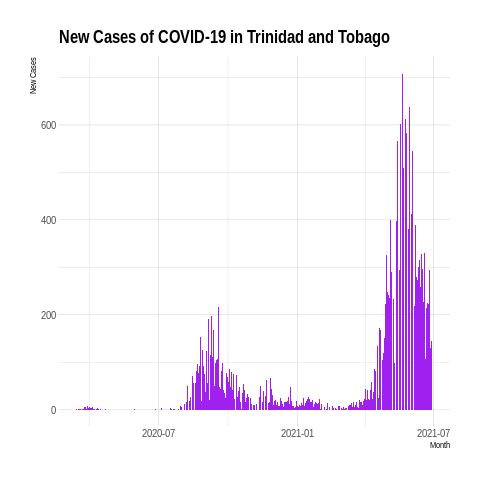 New Cases of COVID-19 in Trinidad and Tobago
New Cases
600
400
200
0
2020-07
2021-01
2021-07
Month